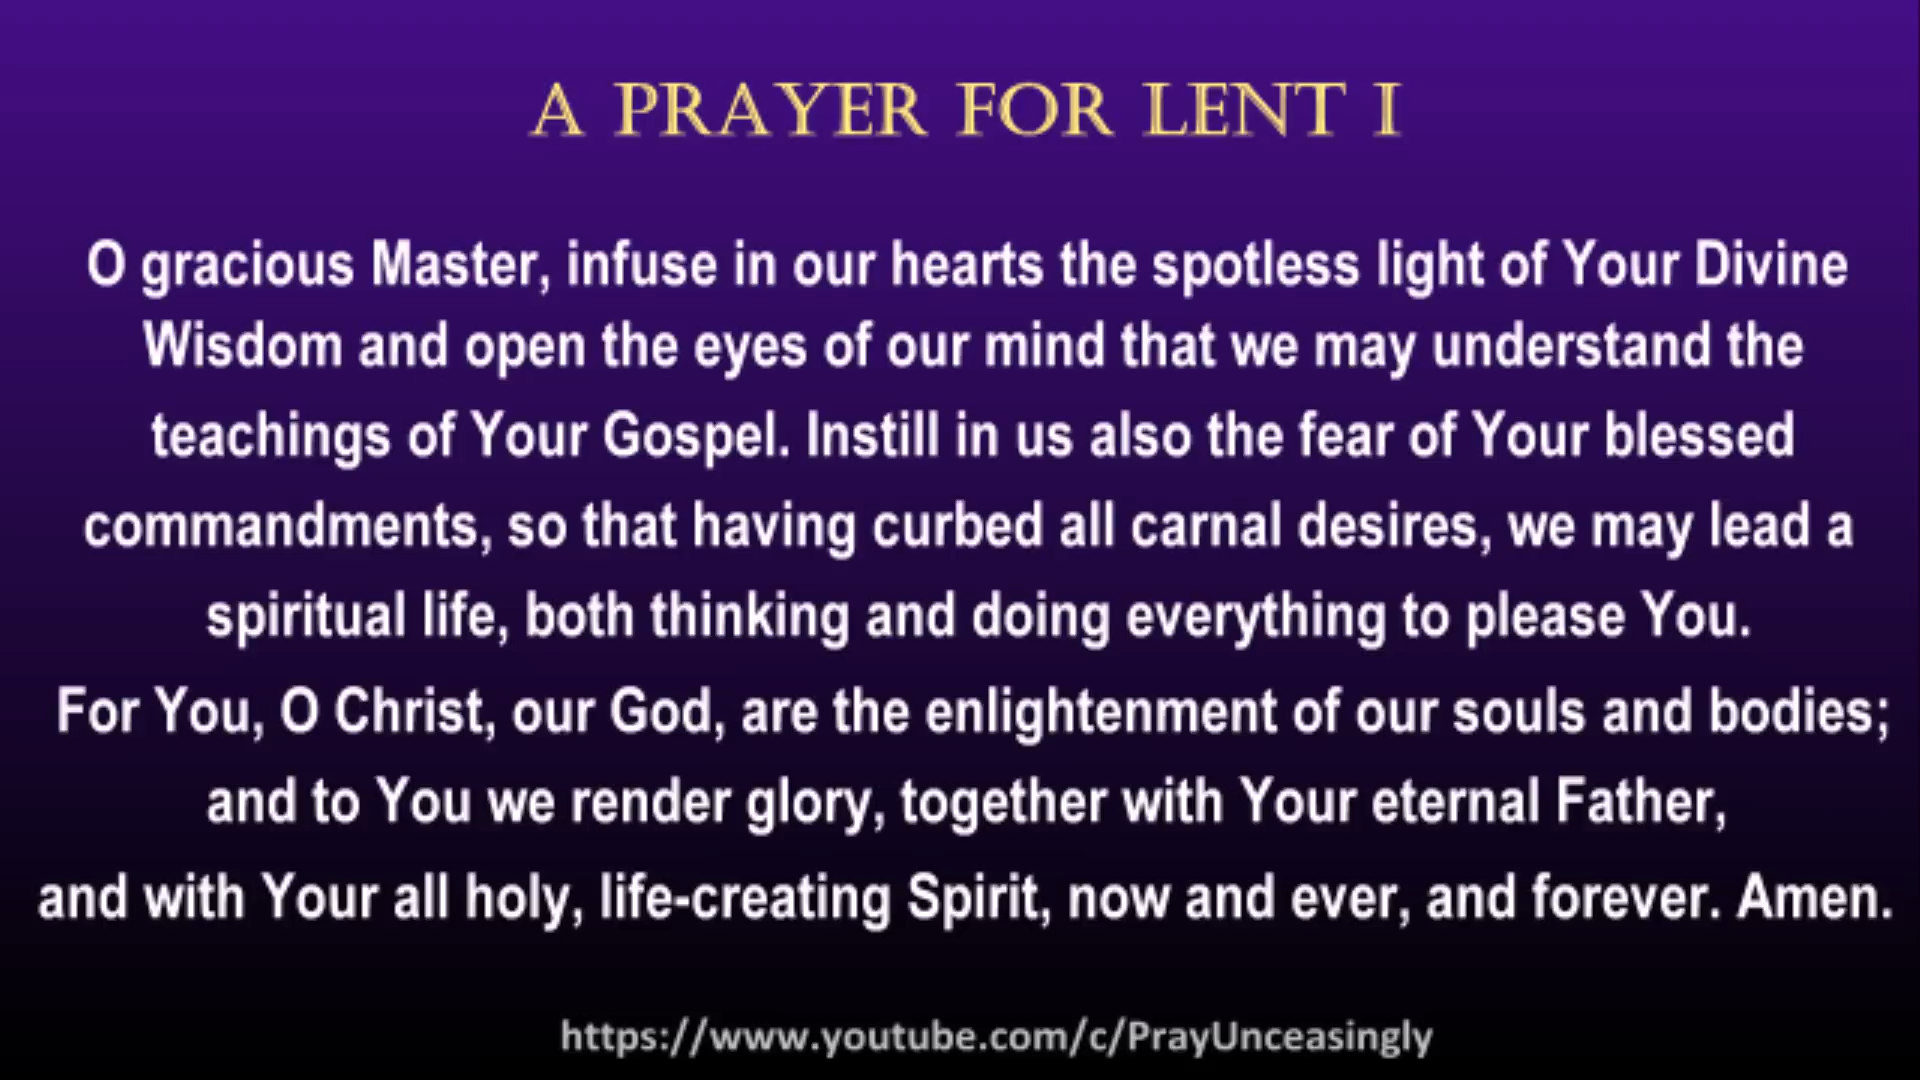 A PRAYER FOR LENT I
O gracious Master, infuse in our hearts the spotless light of Your Divine
Wisdom and open the eyes of our mind that we may understand the
teachings of Your Gospel. Instill in us also the fear of Your blessed
commandments, so that having curbed all carnal desires, we may lead a
spiritual life, both thinking and doing everything to please You.
For You, O Christ, our God, are the enlightenment of our souls and bodies;
and to You we render glory, together with Your eternal Father,
and with Your all holy, life-creating Spirit, now and ever, and forever. Amen.
https://www.youtube.com/c/PrayUnceasingly